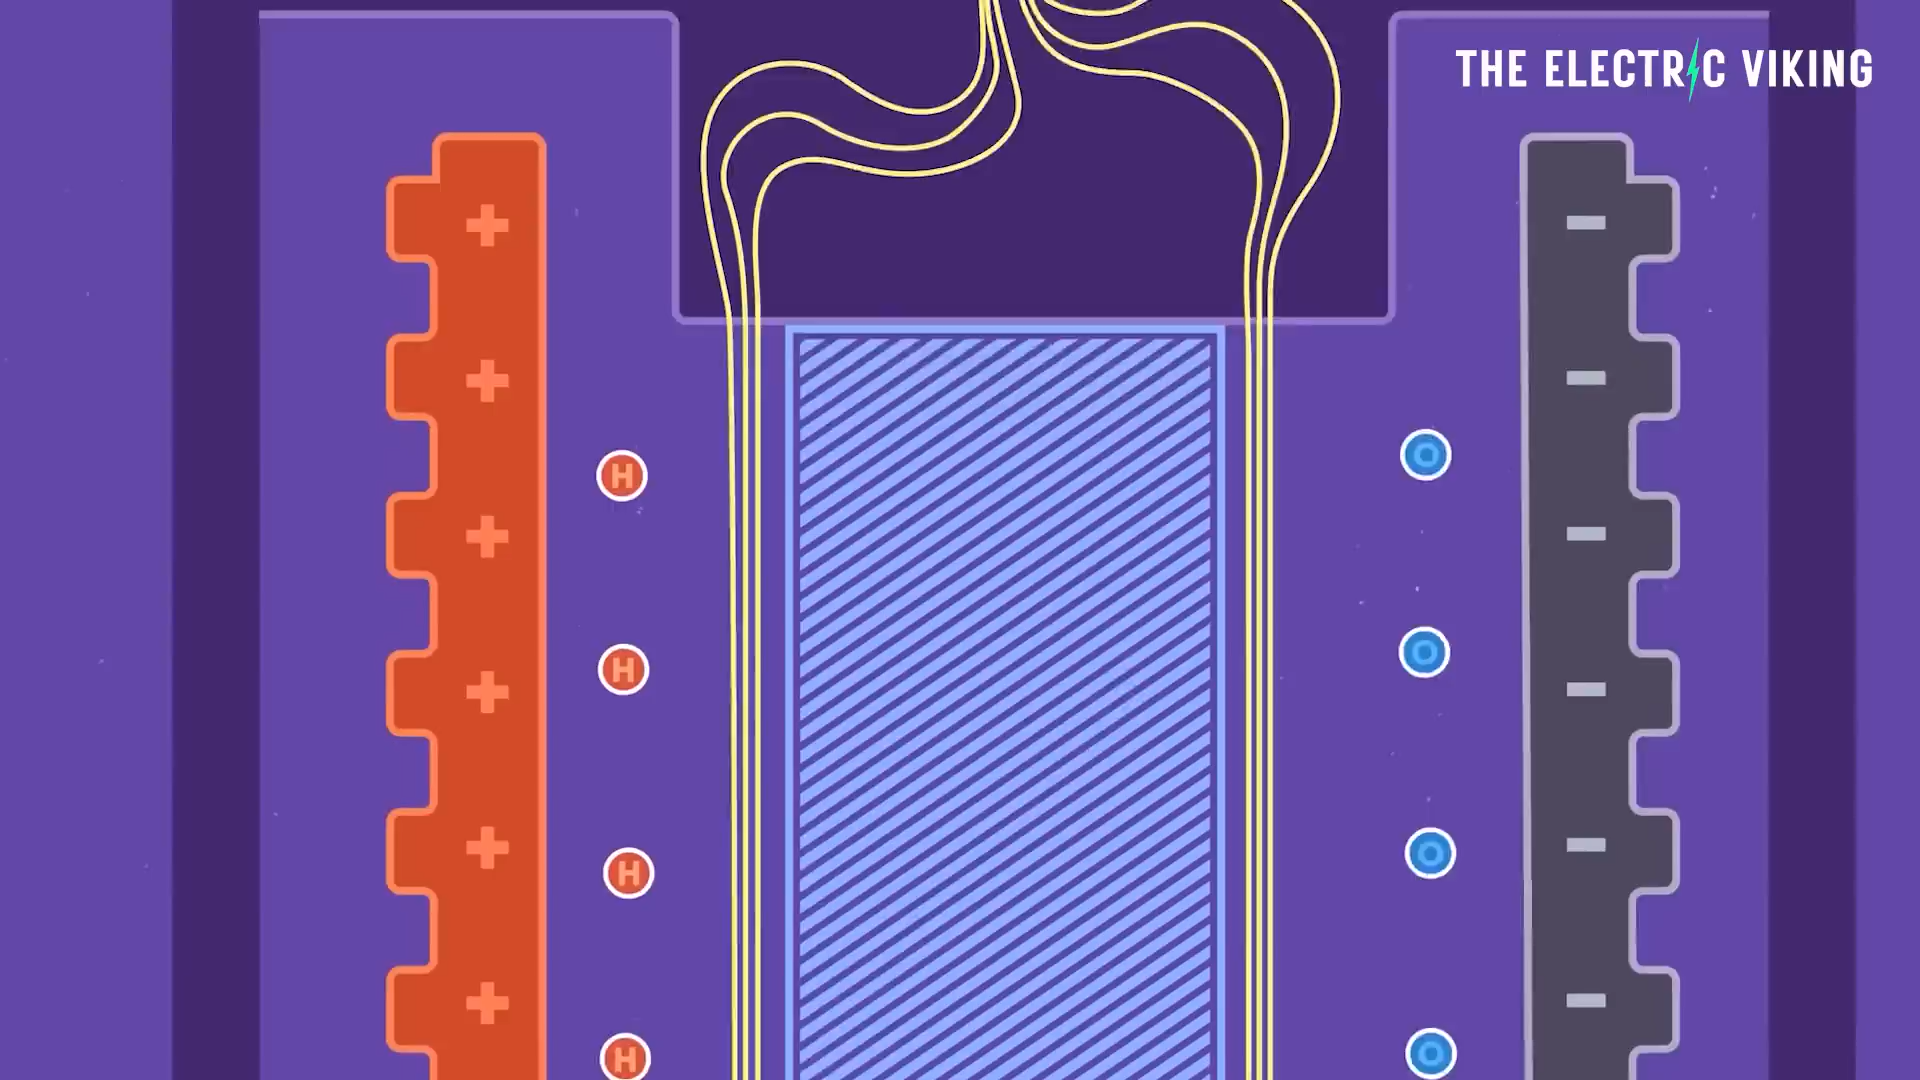 THE ELECTRIC VIKING
+
−
+
−
H
O
+
−
H
O
+
−
H
O
+
−
+
−
H
O